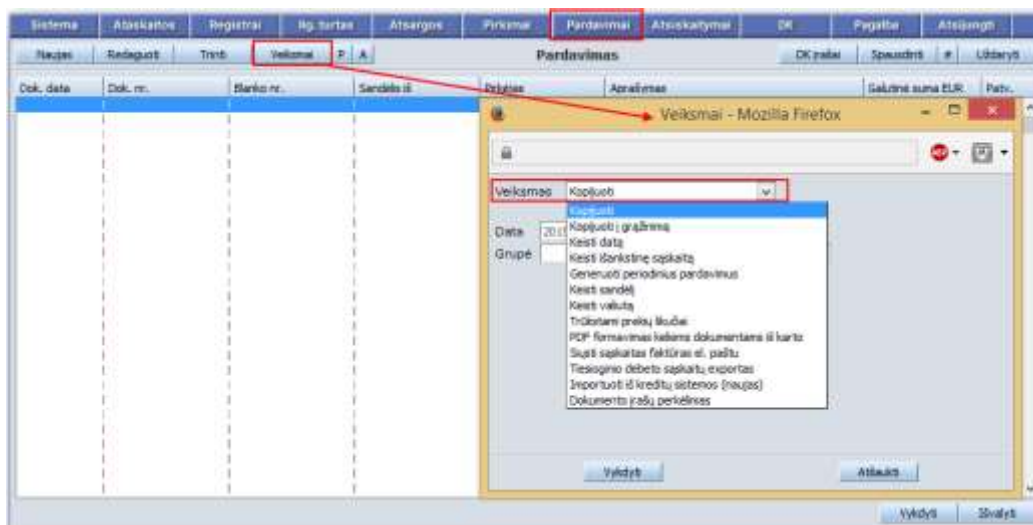 Sistema Ataskaitos Registrai Ilg. turtas Atsargos Pirkimai Pardavimai Atsiskaitymai DK Pagalba Atsijungti
Naujas Redaguoti Trinti Veiksmai P A Pardavimas DK įrašai Spausdinti # Uždaryti
Dok. data Dok. nr. Blanko nr. Sandėlis iš Pirkėjas Aprašymas Galutinė suma EUR Patv.
Veiksmai - Mozilla Firefox
ABP
Veiksmas Kopijuoti
Kopijuoti
Kopijuoti į grąžinimą
Data 201
Keisti datą
Grupė
Keisti išankstinę sąskaitą
Generuoti periodinius pardavimus
Keisti sandėlį
Keisti valiutą
Trūkstami prekių likučiai
PDF formavimas keliems dokumentams iš karto
Siųsti sąskaitas faktūras el. paštu
Tiesioginio debeto sąskaitų exportas
Importuoti iš kreditų sistemos (naujas)
Dokumento įrašų perkėlimas
Vykdyti Atšaukti
Vykdyti Išvalyti